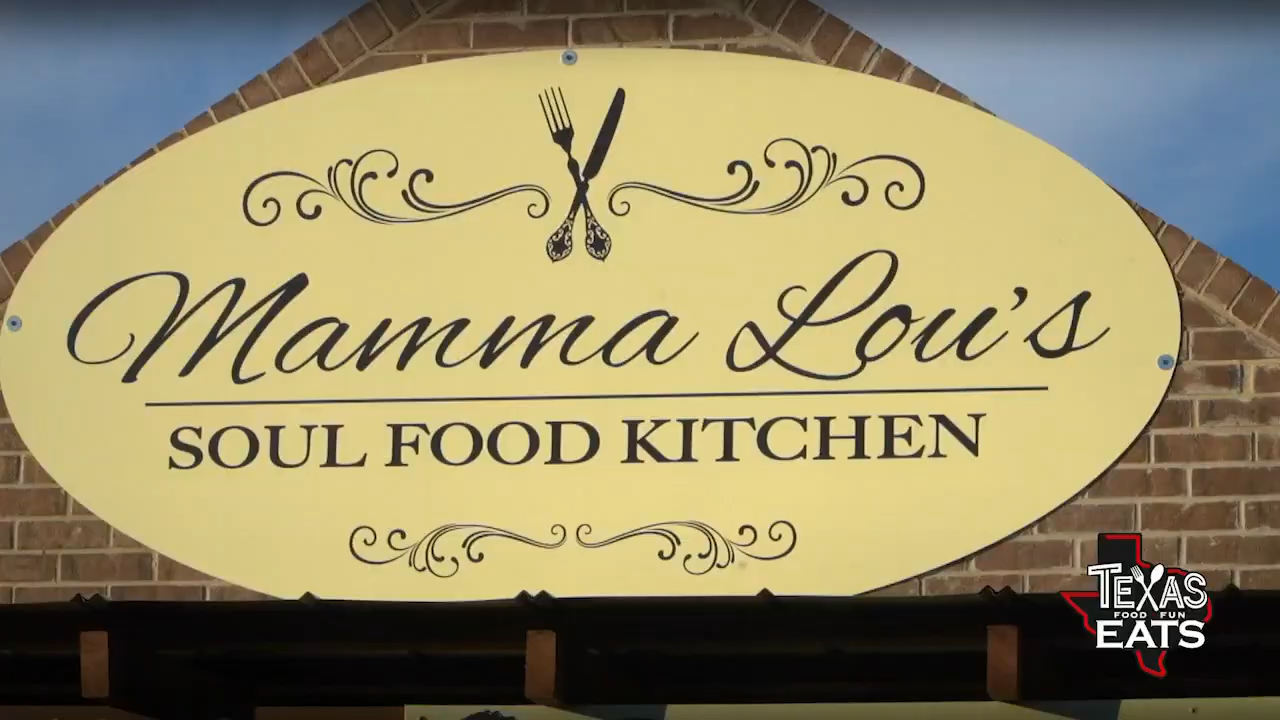 Mamma Lou's
SOUL FOOD KITCHEN
TEXAS
FOOD FUN
EATS